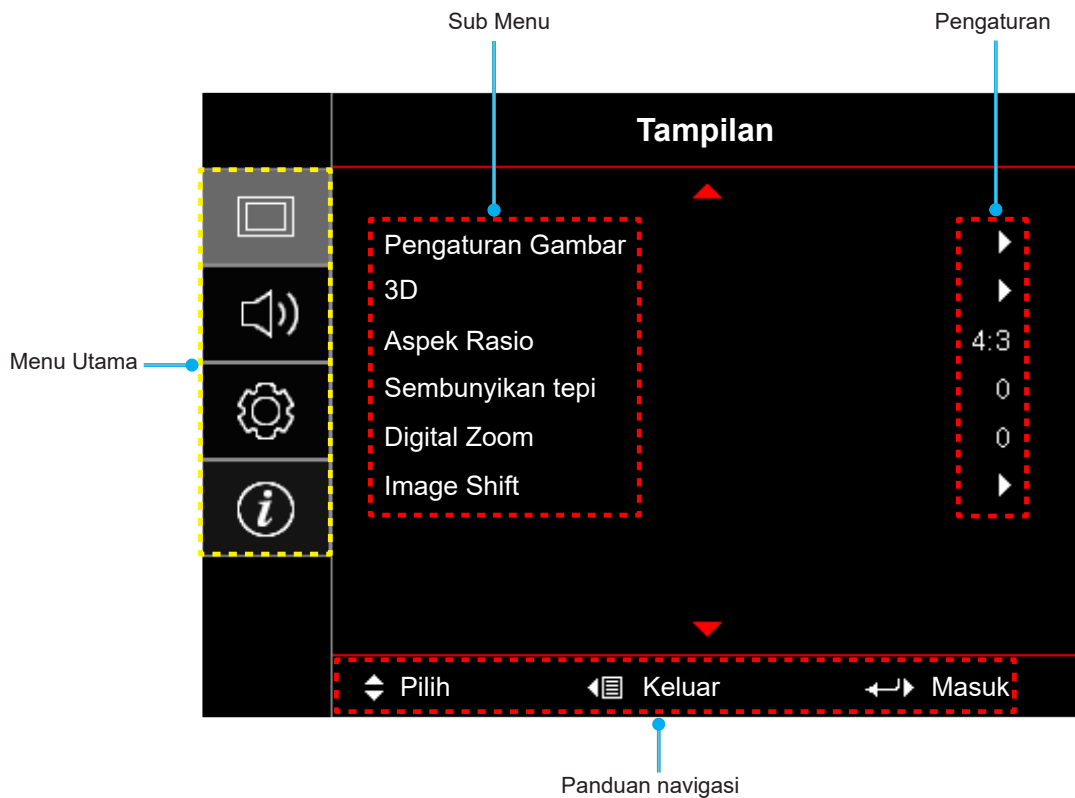 Sub Menu
Pengaturan
Tampilan
Pengaturan Gambar
3D
Aspek Rasio 4:3
Menu Utama
Sembunyikan tepi 0
Digital Zoom 0
Image Shift
i
Pilih Keluar Masuk
Panduan navigasi